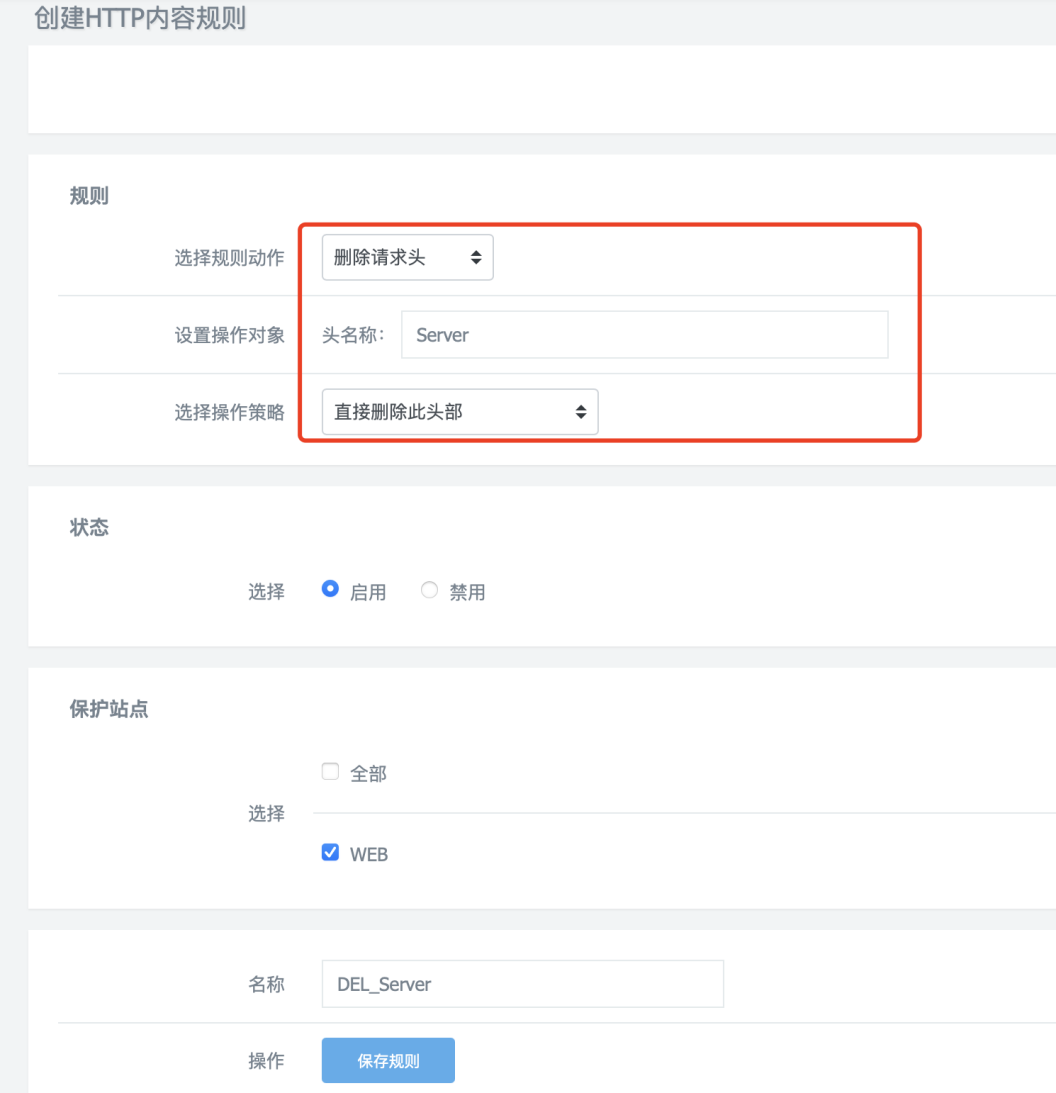 创建HTTP内容规则
规则
选择规则动作 删除请求头
设置操作对象 头名称： Server
选择操作策略 直接删除此头部
状态
选择 启用 禁用
保护站点
全部
选择
WEB
名称 DEL_Server
操作 保存规则